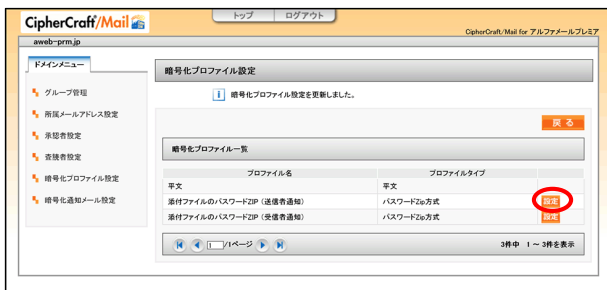 トップ ログアウト
CipherCraft/Mail
CipherCraft/Mail for アルファメールプレミア
aweb-prm.jp
ドメインメニュー
グループ管理
所属メールアドレス設定
承認者設定
査閲者設定
暗号化プロファイル設定
暗号化通知メール設定
暗号化プロファイル設定
暗号化プロファイル設定を更新しました。
戻る
暗号化プロファイル一覧
プロファイル名 プロファイルタイプ
平文 平文
添付ファイルのパスワードZIP（送信者通知） パスワードZip方式 設定
添付ファイルのパスワードZIP（受信者通知） パスワードZip方式 設定
1 /1ページ 3件中 1 ～ 3件を表示